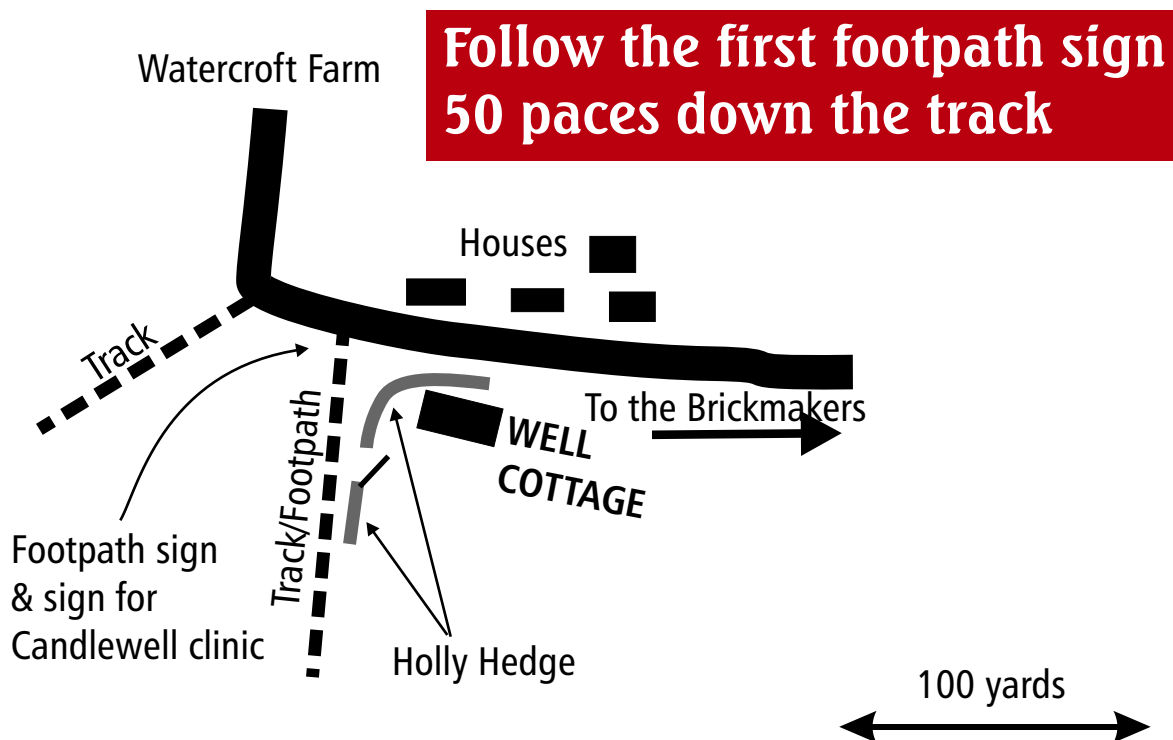 Follow the first footpath sign
50 paces down the track
Watercroft Farm
Houses
Track
To the Brickmakers
WELL
COTTAGE
Track/Footpath
Footpath sign
& sign for
Candlewell clinic
Holly Hedge
100 yards